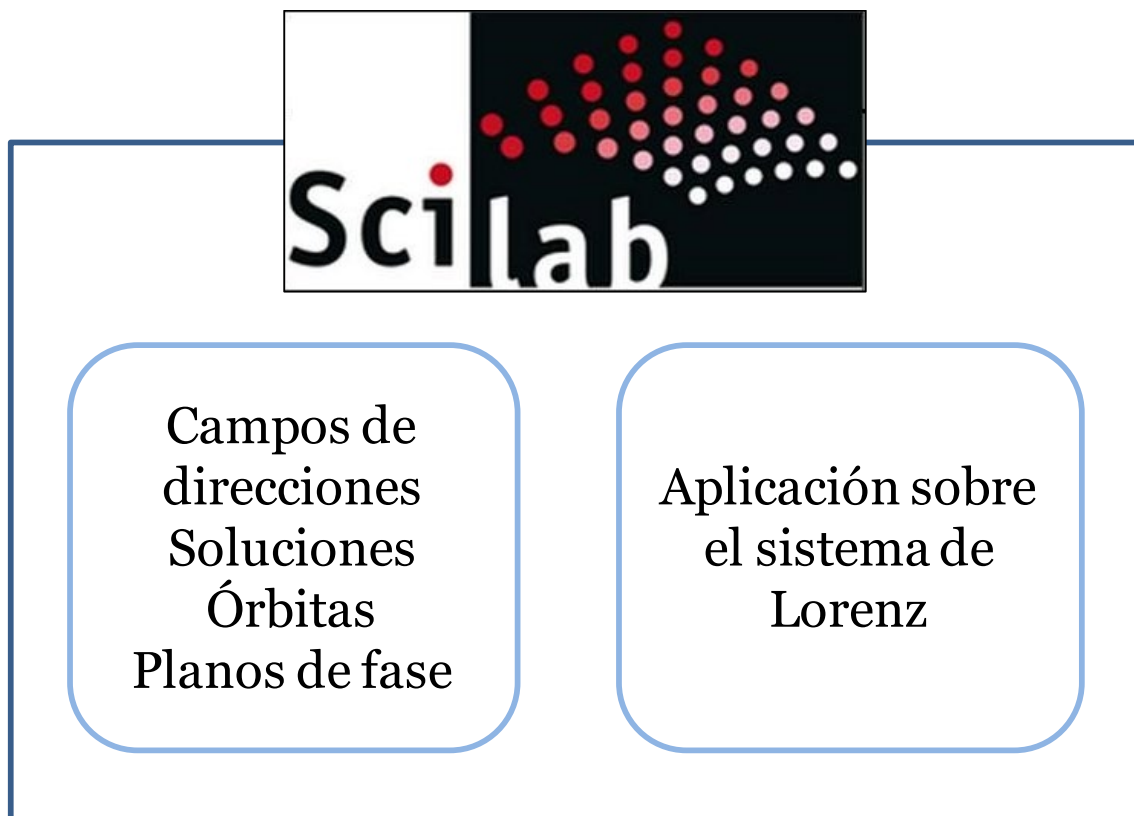 Scilab
Campos de
direcciones
Soluciones
Órbitas
Planos de fase
Aplicación sobre
el sistema de
Lorenz